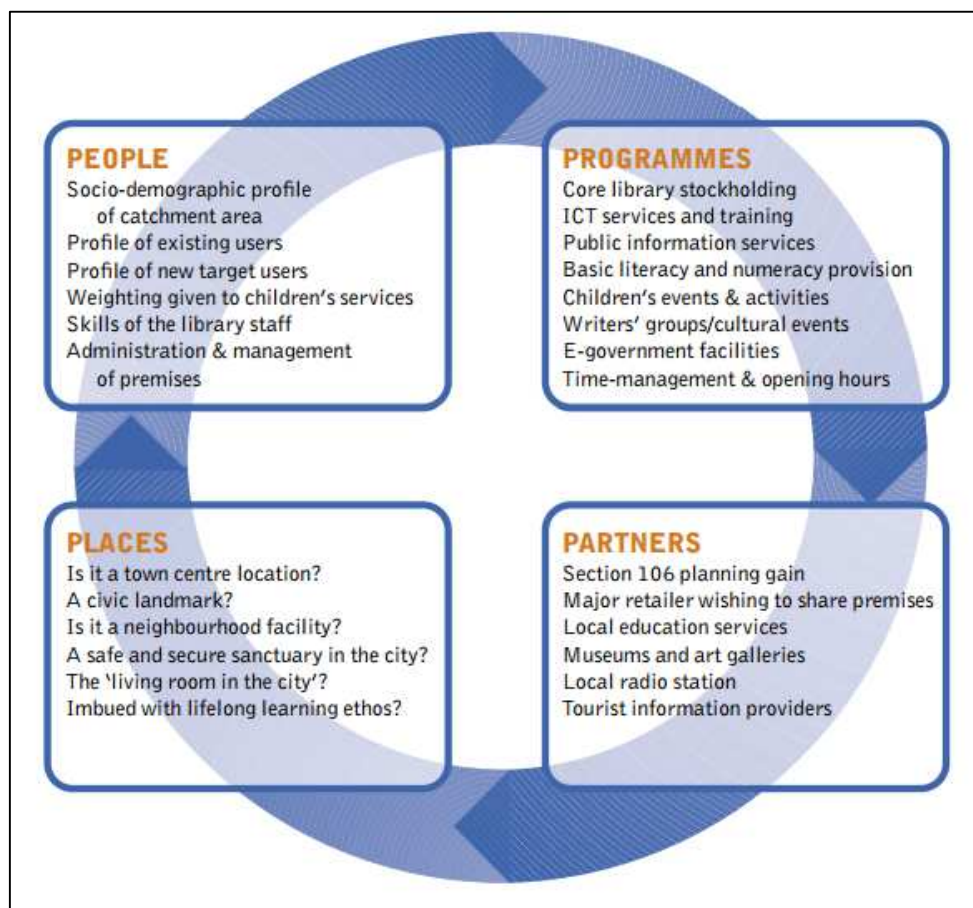 PEOPLE
Socio-demographic profile
of catchment area
Profile of existing users
Profile of new target users
Weighting given to children's services
Skills of the library staff
Administration & management
of premises
PROGRAMMES
Core library stockholding
ICT services and training
Public information services
Basic literacy and numeracy provision
Children's events & activities
Writers' groups/cultural events
E-government facilities
Time-management & opening hours
PLACES
Is it a town centre location?
A civic landmark?
Is it a neighbourhood facility?
A safe and secure sanctuary in the city?
The 'living room in the city'?
Imbued with lifelong learning ethos?
PARTNERS
Section 106 planning gain
Major retailer wishing to share premises
Local education services
Museums and art galleries
Local radio station
Tourist information providers